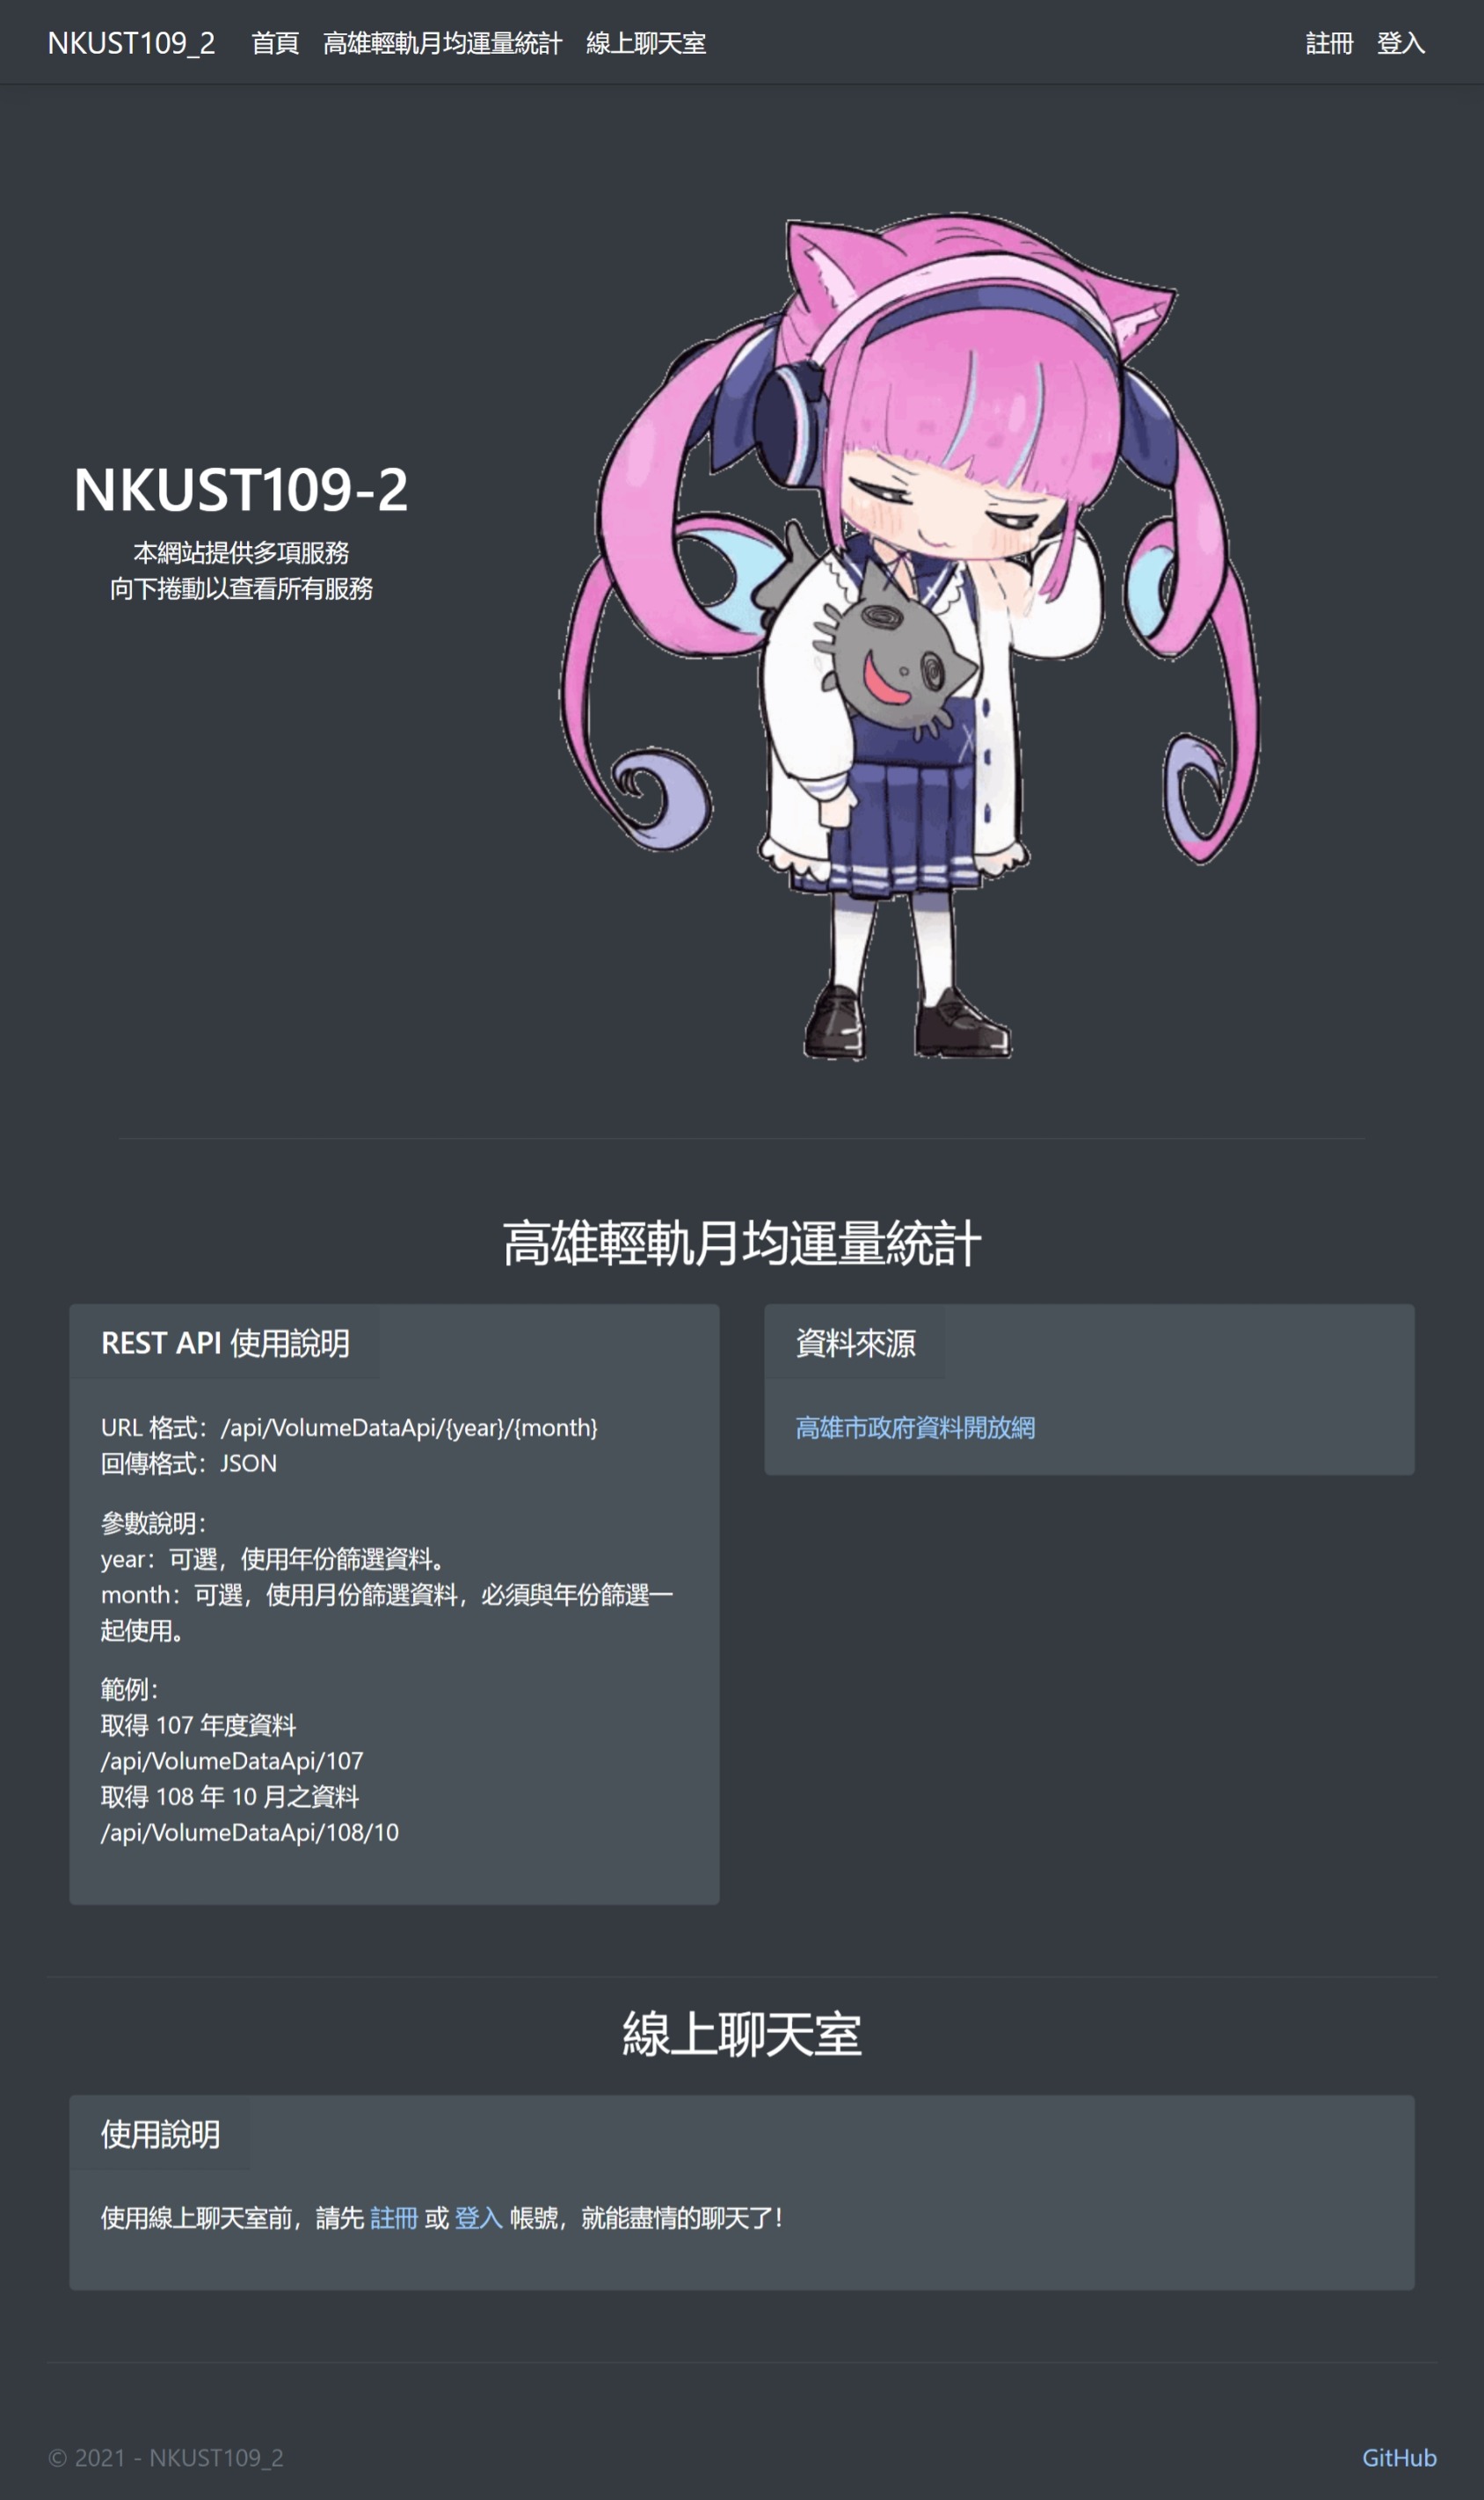 NKUST109_2 首頁 高雄輕軌月均運量統計 線上聊天室 註冊 登入
NKUST109-2
本網站提供多項服務
向下捲動以查看所有服務
高雄輕軌月均運量統計
REST API 使用說明
URL 格式：/api/VolumeDataApi/{year}/{month}
回傳格式：JSON
參數說明：
year：可選，使用年份篩選資料。
month：可選，使用月份篩選資料，必須與年份篩選一
起使用。
範例：
取得 107 年度資料
/api/VolumeDataApi/107
取得 108 年 10 月之資料
/api/VolumeDataApi/108/10
資料來源
高雄市政府資料開放網
線上聊天室
使用說明
使用線上聊天室前，請先 註冊 或 登入 帳號，就能盡情的聊天了！
© 2021 - NKUST109_2 GitHub